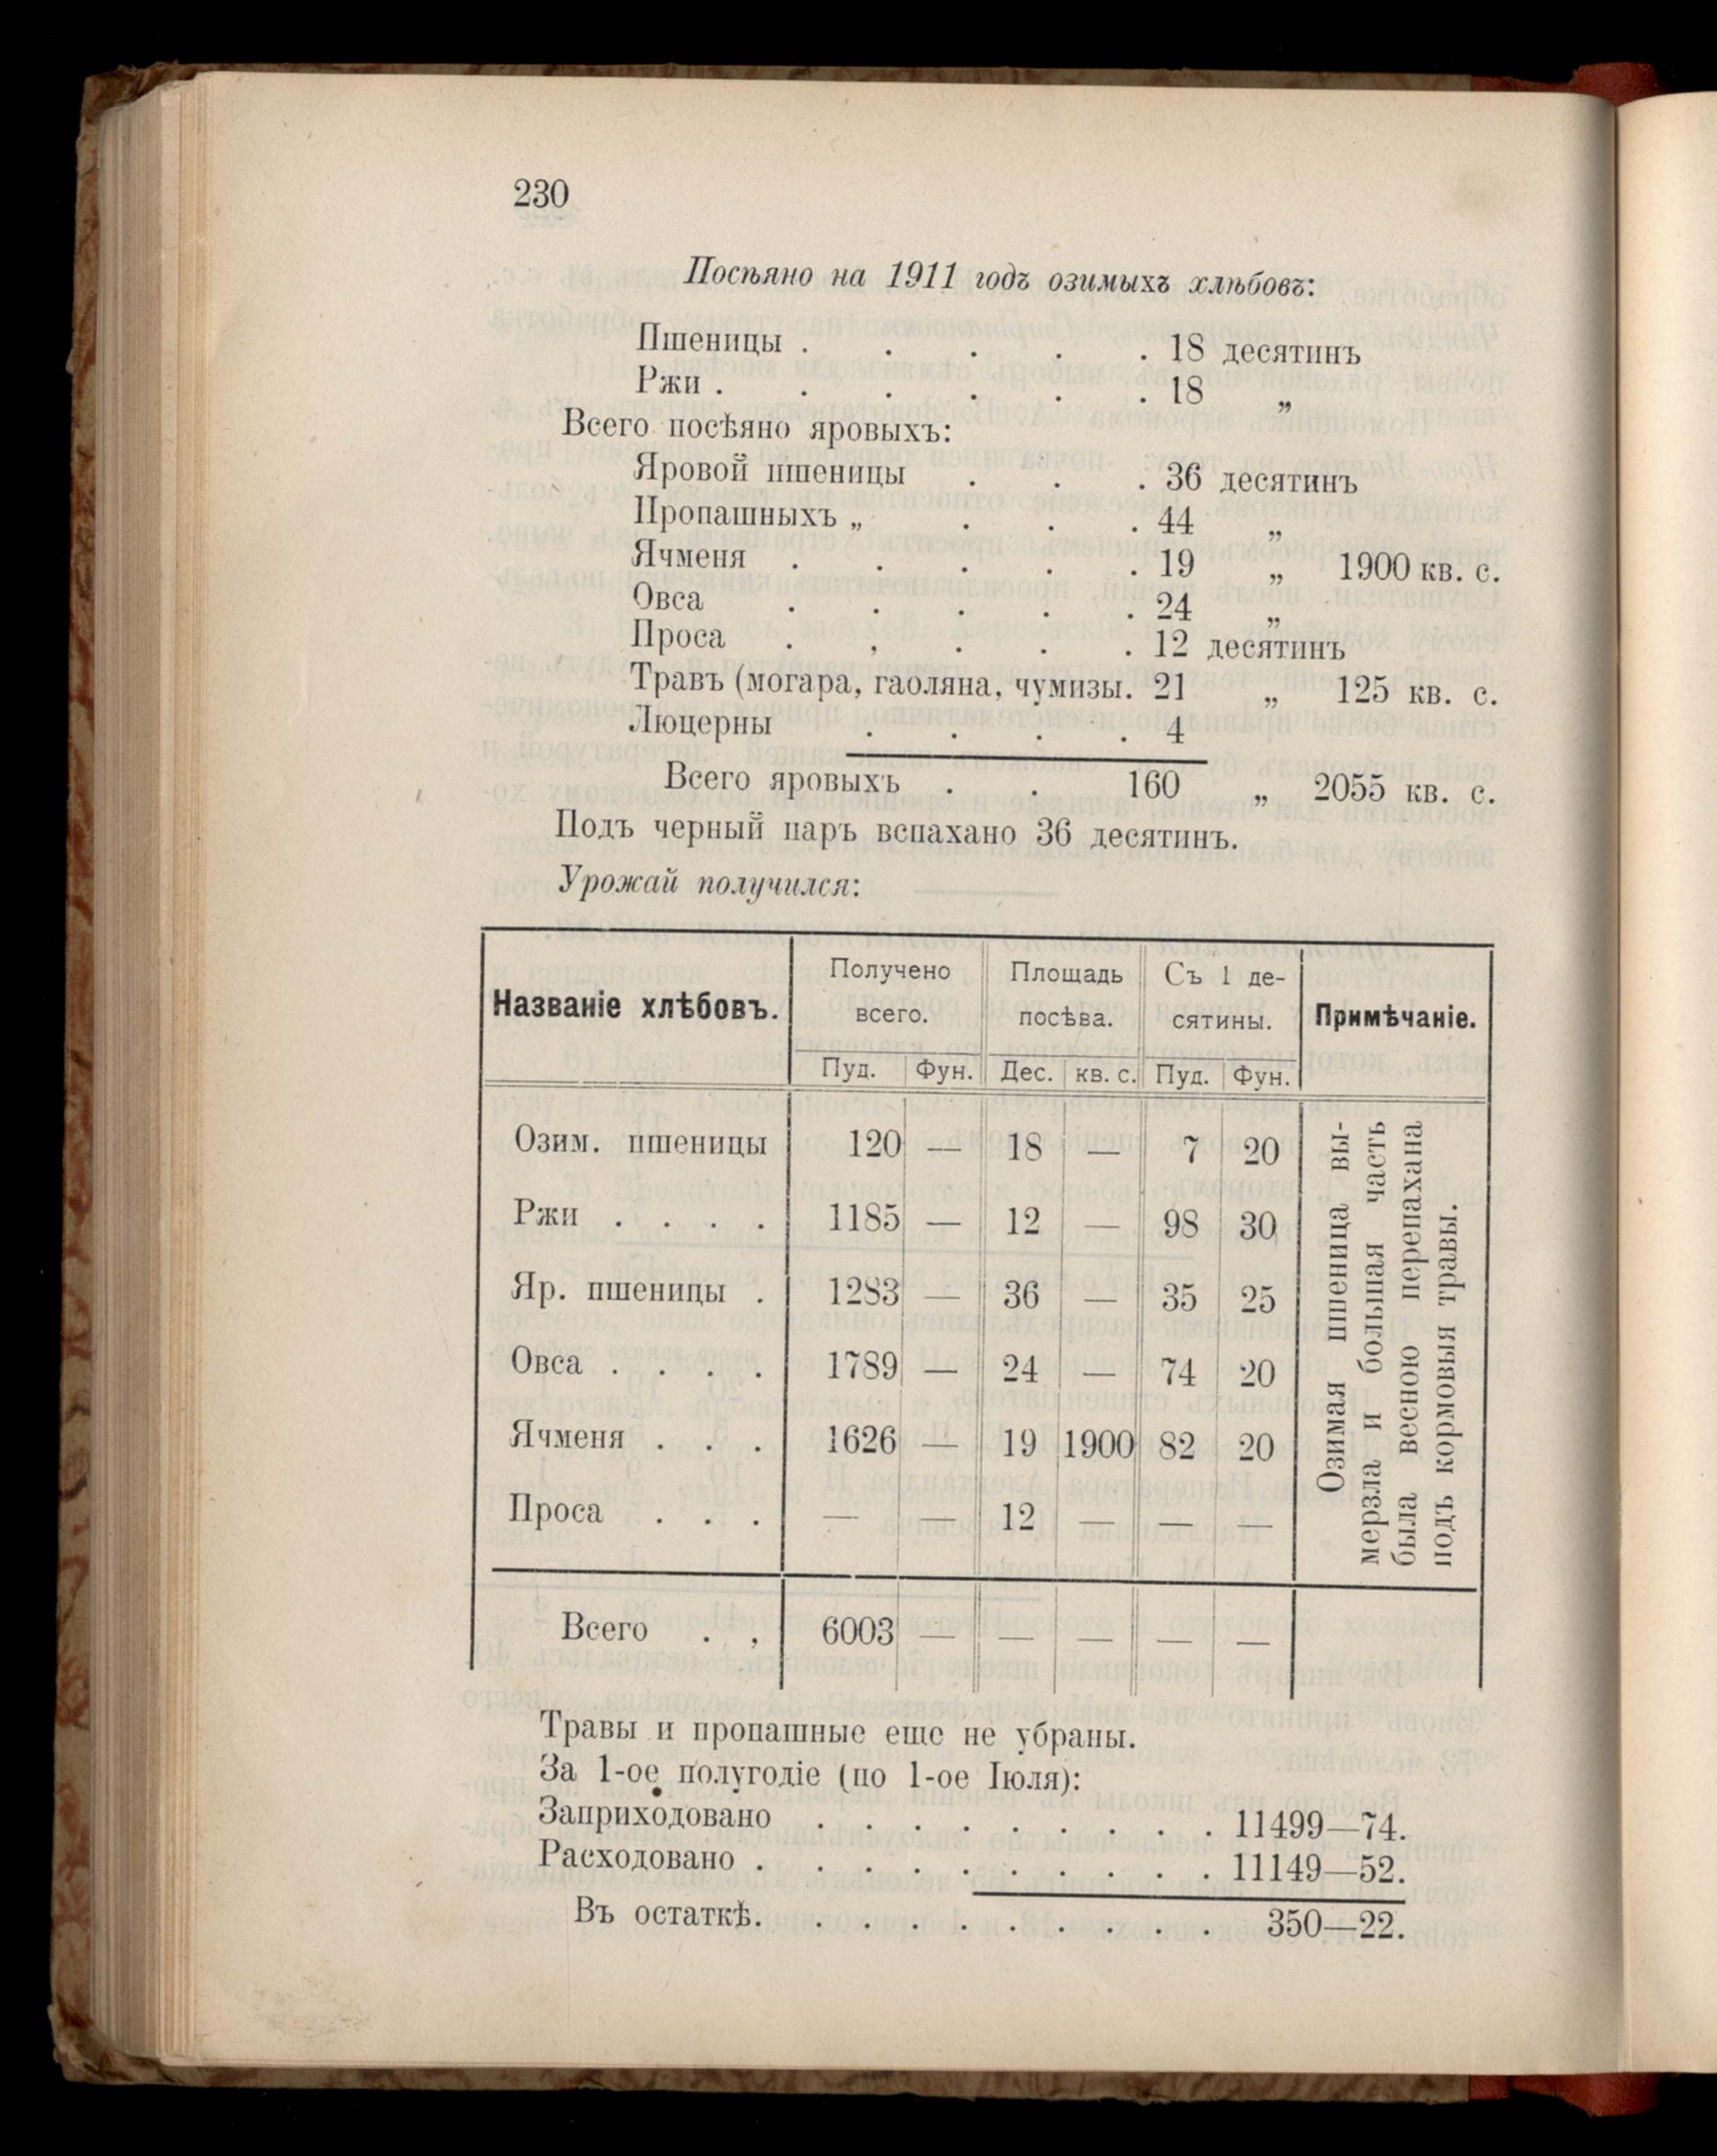 230
Посѣяно на 1911 годъ озимыхъ хлѣбовъ:
Пшеницы . . . . . 18 десятинъ
Ржи . . . . . . 18 „
Всего посѣяно яровыхъ:
Яровой пшеницы . . . 36 десятинъ
Пропашныхъ „ . . . 44 „
Ячменя . . . . . 19 „ 1900 кв. с.
Овса . . . . . 24 „
Проса . , . . . 12 десятинъ
Травъ (могара, гаоляна, чумизы. 21 „ 125 кв. с.
Люцерны . . . . 4
Всего яровыхъ . . 160 „ 2055 кв. с.
Подъ черный паръ вспахано 36 десятинъ.
Урожай получился:
Названіе хлѣбовъ. Получено всего. Площадь посѣва. Съ 1 де-сятины. Примѣчаніе.
Пуд. Фун. Дес. кв. с. Пуд. Фун.
Озим. пшеницы 120 — 18 — 7 20
Ржи . . . . 1185 — 12 — 98 30
Яр. пшеницы . 1283 — 36 — 35 25
Овса . . . . 1789 — 24 — 74 20
Ячменя . . . 1626 — 19 1900 82 20
Проса . . . — — 12 — — —
Озимая пшеница вы-
мерзла и большая часть
была весною перепахана
подъ кормовыя травы.
Всего . , 6003 — — — — —
Травы и пропашные еще не убраны.
За 1-ое полугодіе (по 1-ое Іюля):
Заприходовано . . . . . . . . . 11499—74.
Расходовано . . . . . . . . . . 11149—52.
Въ остаткѣ. . . . . . . . . . 350—22.